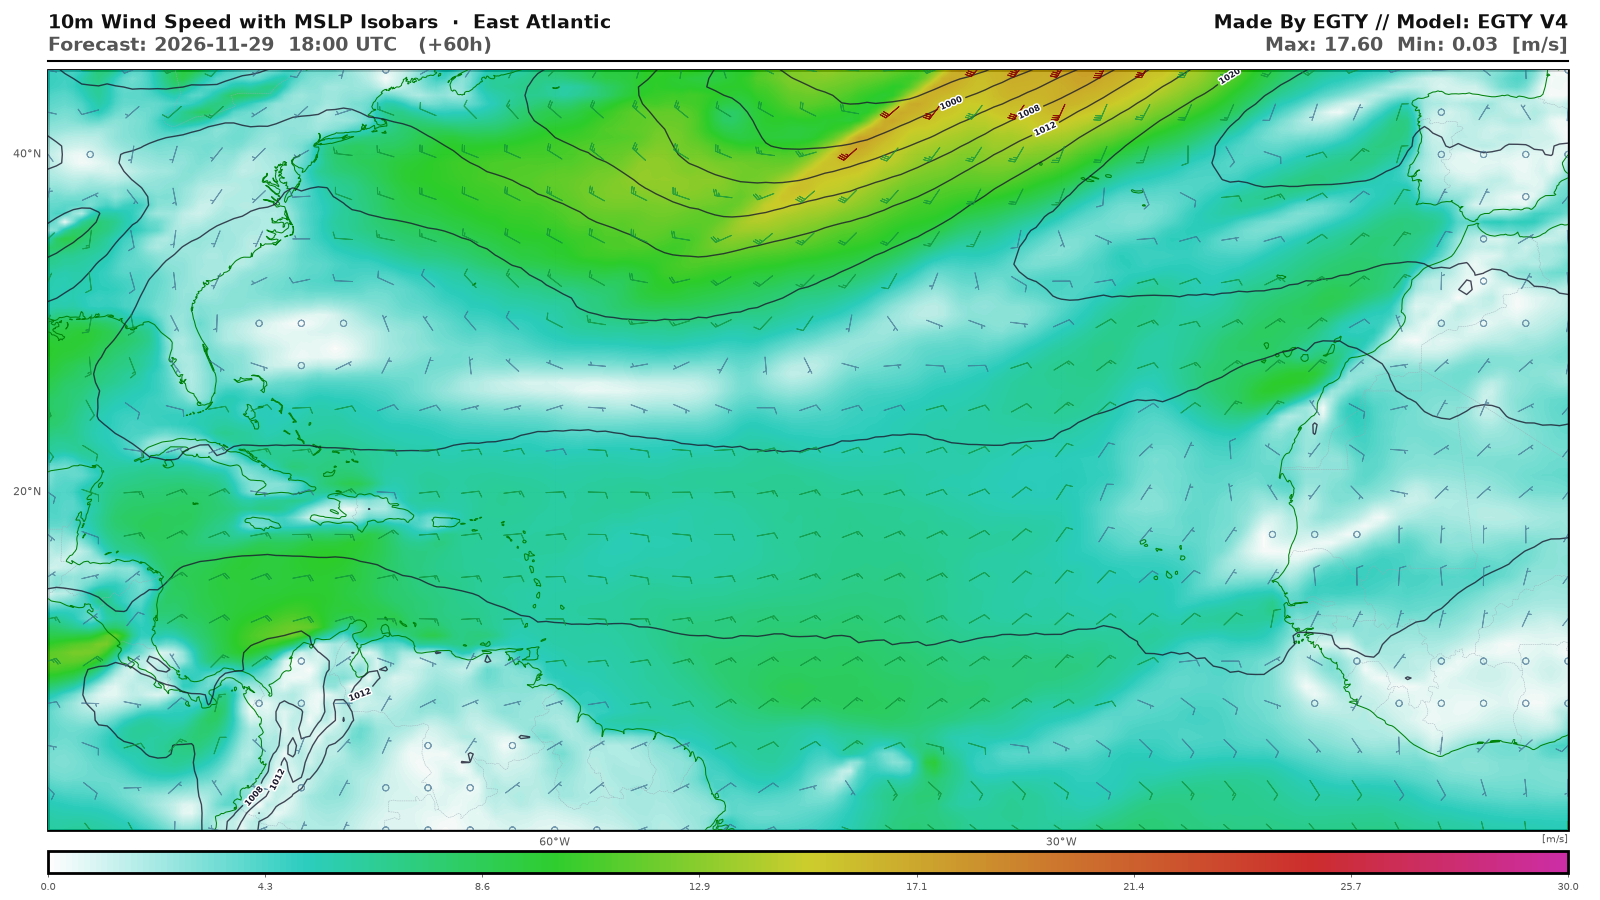 10m Wind Speed with MSLP Isobars · East Atlantic
Made By EGTY // Model: EGTY V4
Forecast: 2026-11-29 18:00 UTC (+60h)
Max: 17.60 Min: 0.03 [m/s]
1020
1000
1008
1012
40°N
20°N
1012
1012
1008
60°W
30°W
[m/s]
0.0
4.3
8.6
12.9
17.1
21.4
25.7
30.0